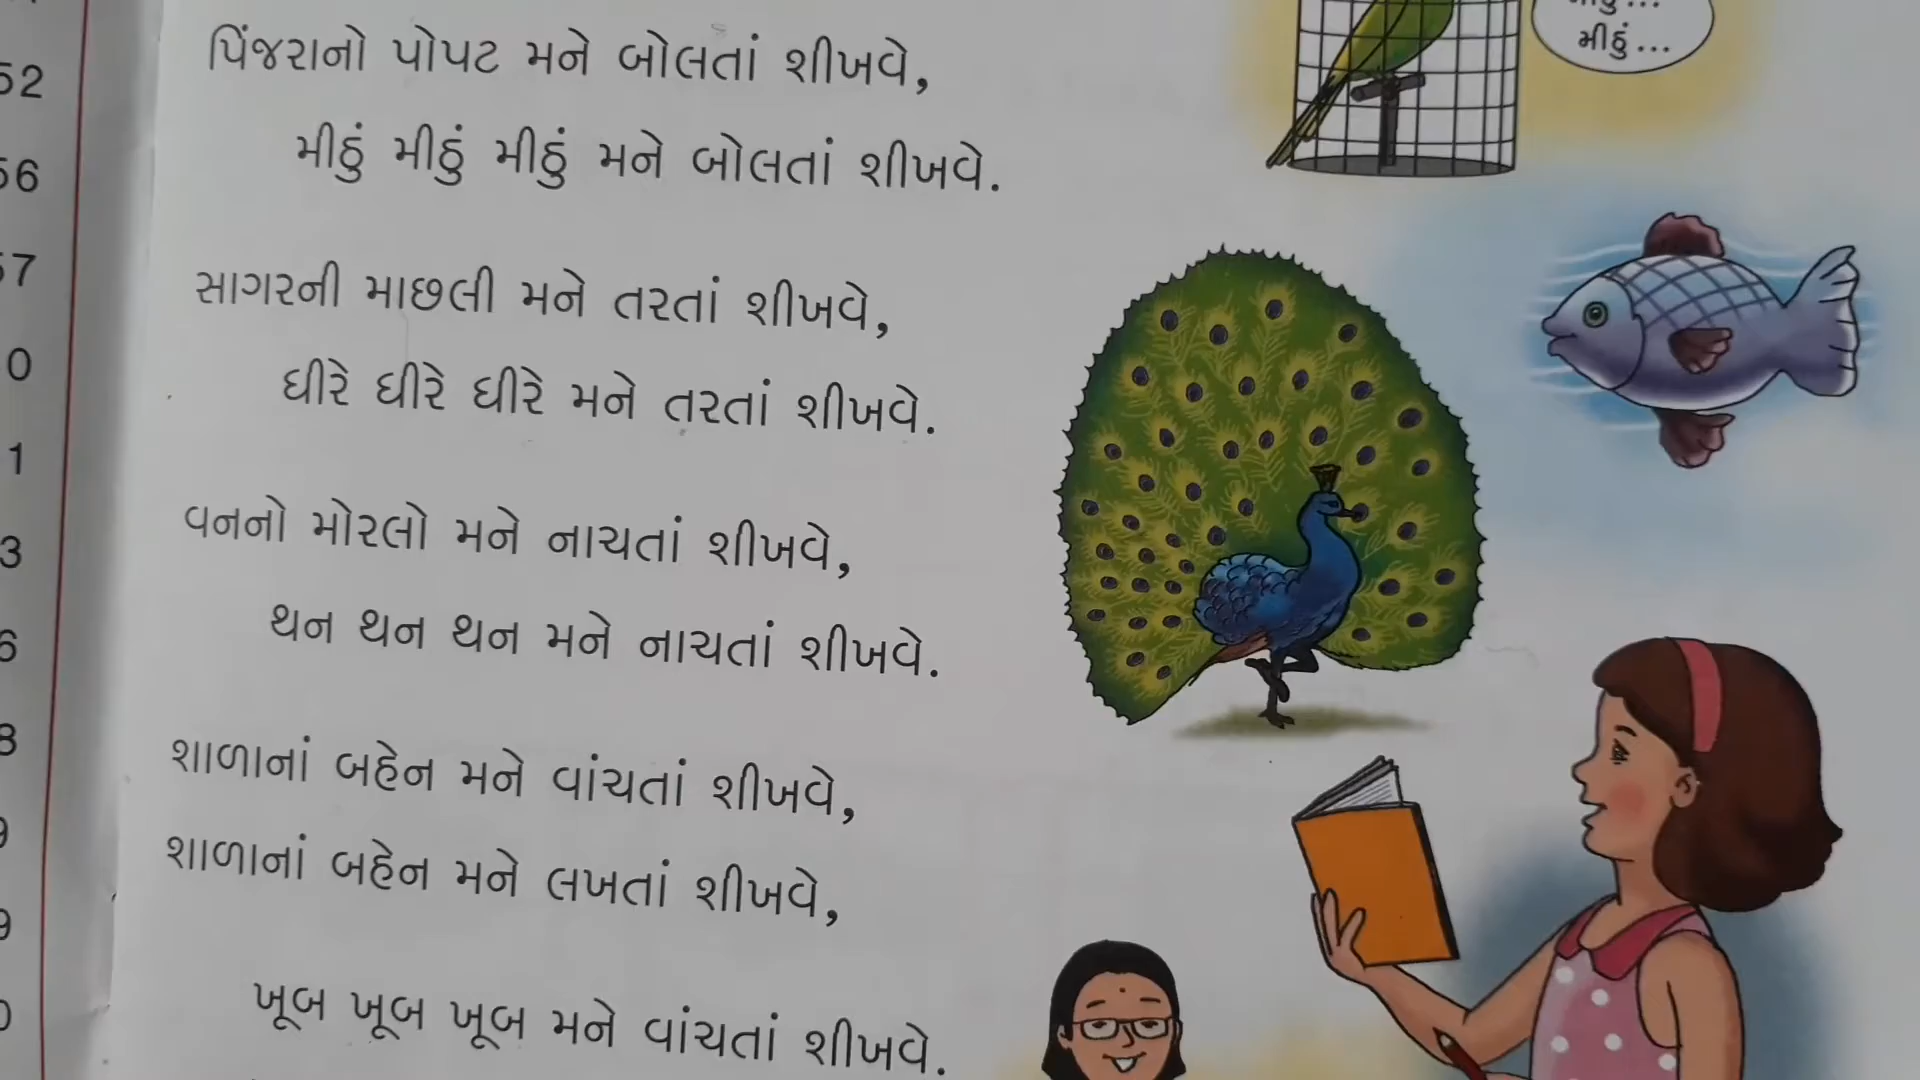 મીઠું ...
પિંજરાનો પોપટ મને બોલતાં શીખવે,
મીઠું મીઠું મીઠું મને બોલતાં શીખવે.
સાગરની માછલી મને તરતાં શીખવે,
ધીરે ધીરે ધીરે મને તરતાં શીખવે.
વનનો મોરલો મને નાચતાં શીખવે,
થન થન થન મને નાચતાં શીખવે.
શાળાનાં બહેન મને વાંચતાં શીખવે,
શાળાનાં બહેન મને લખતાં શીખવે,
ખૂબ ખૂબ ખૂબ મને વાંચતાં શીખવે.